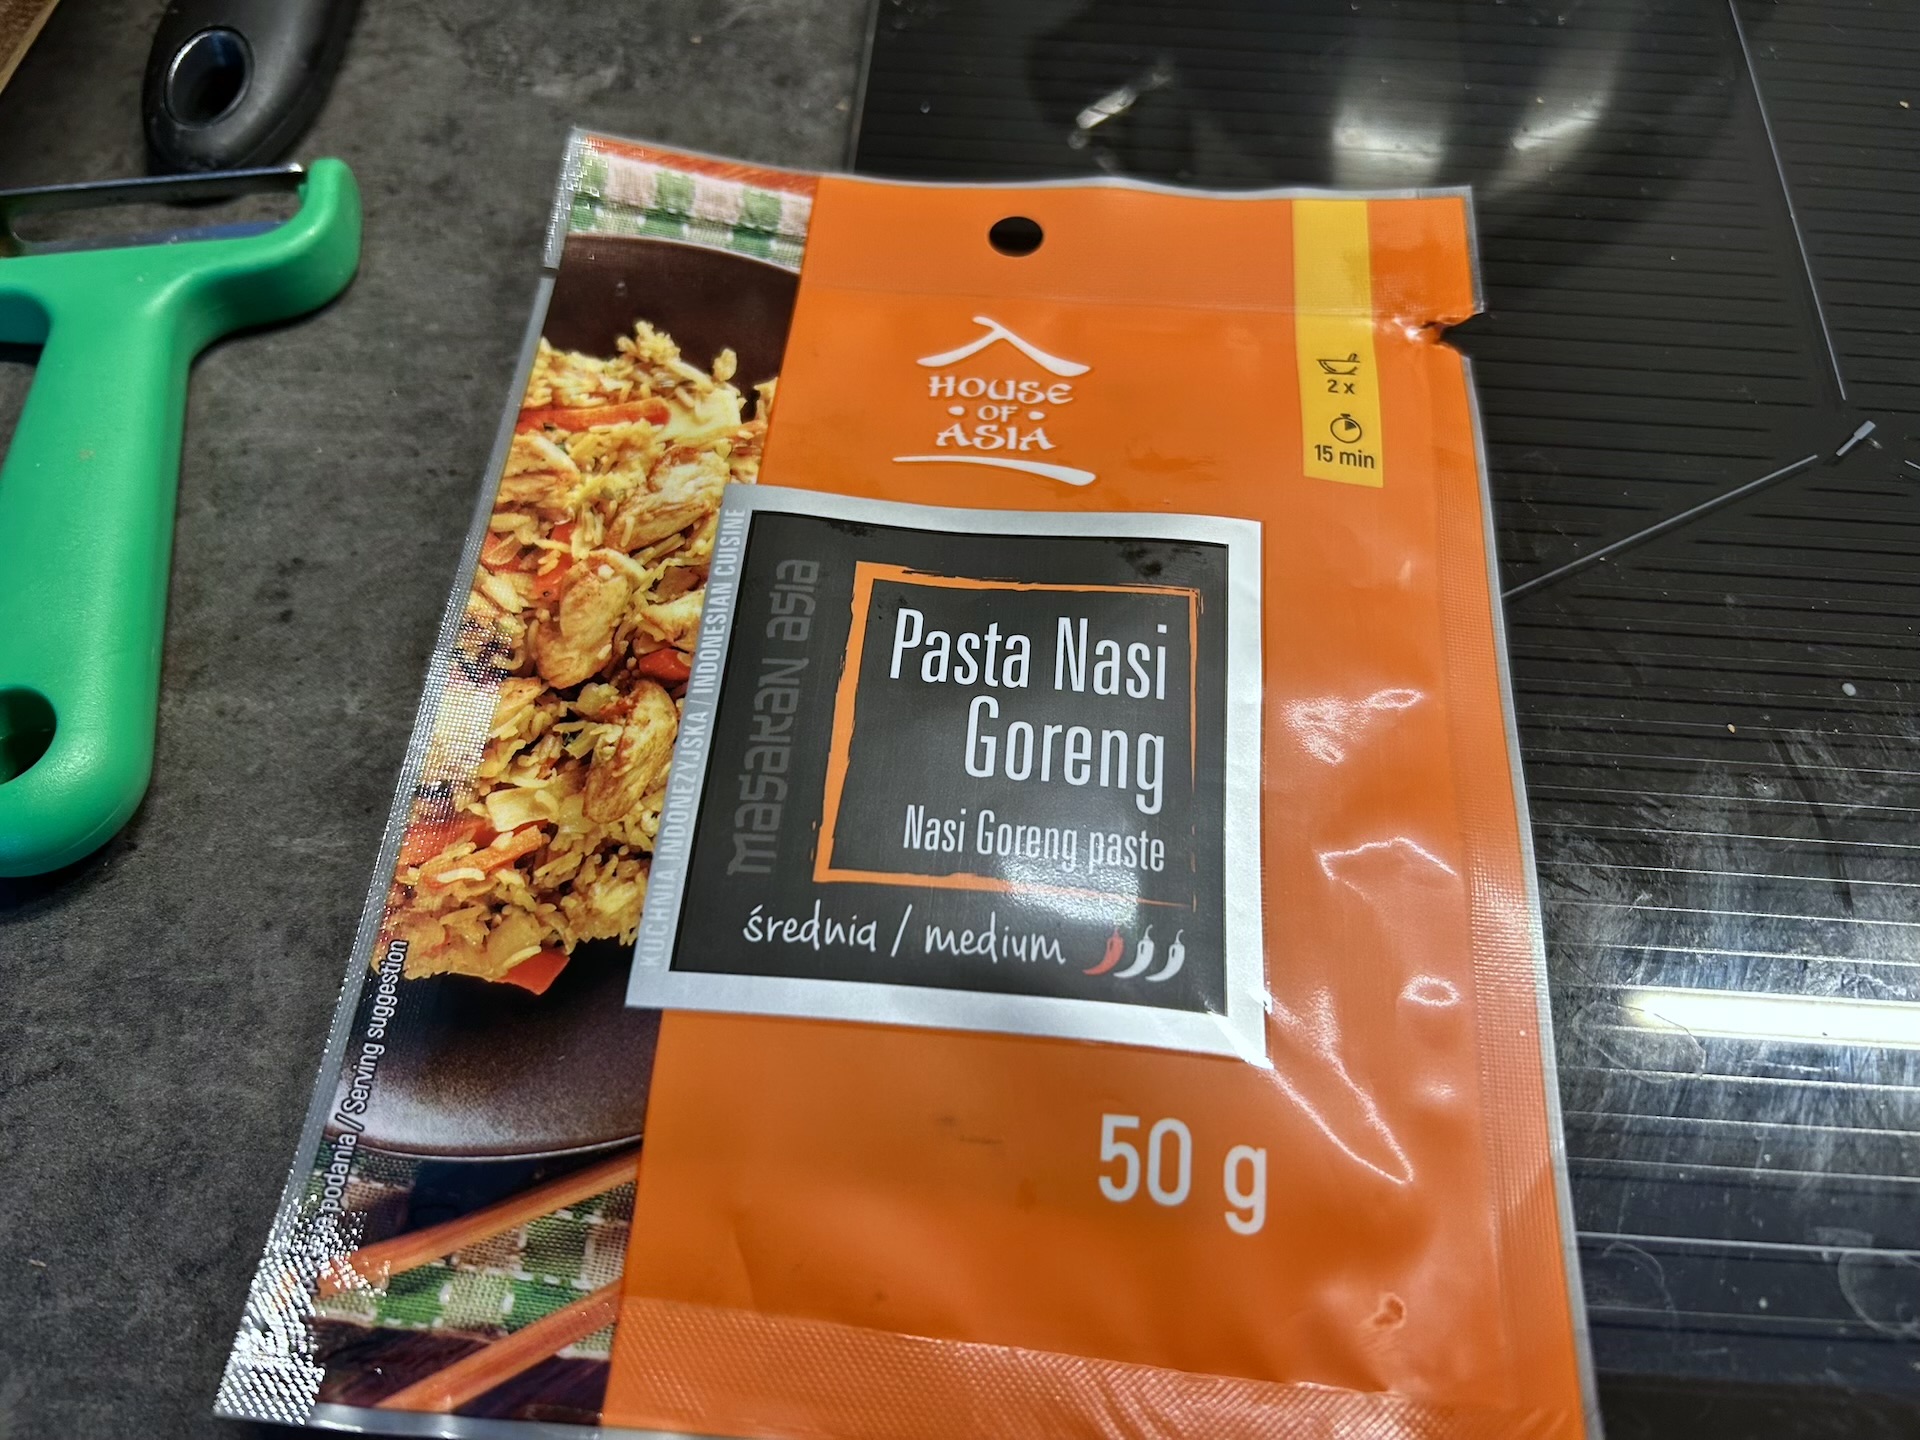 HOUSE
OF
ASIA
2 x
15 min
KUCHNIA INDONEZYJSKA / INDONESIAN CUISINE
masakan asia
Pasta Nasi
Goreng
Nasi Goreng paste
średnia / medium
50 g
podania / Serving suggestion